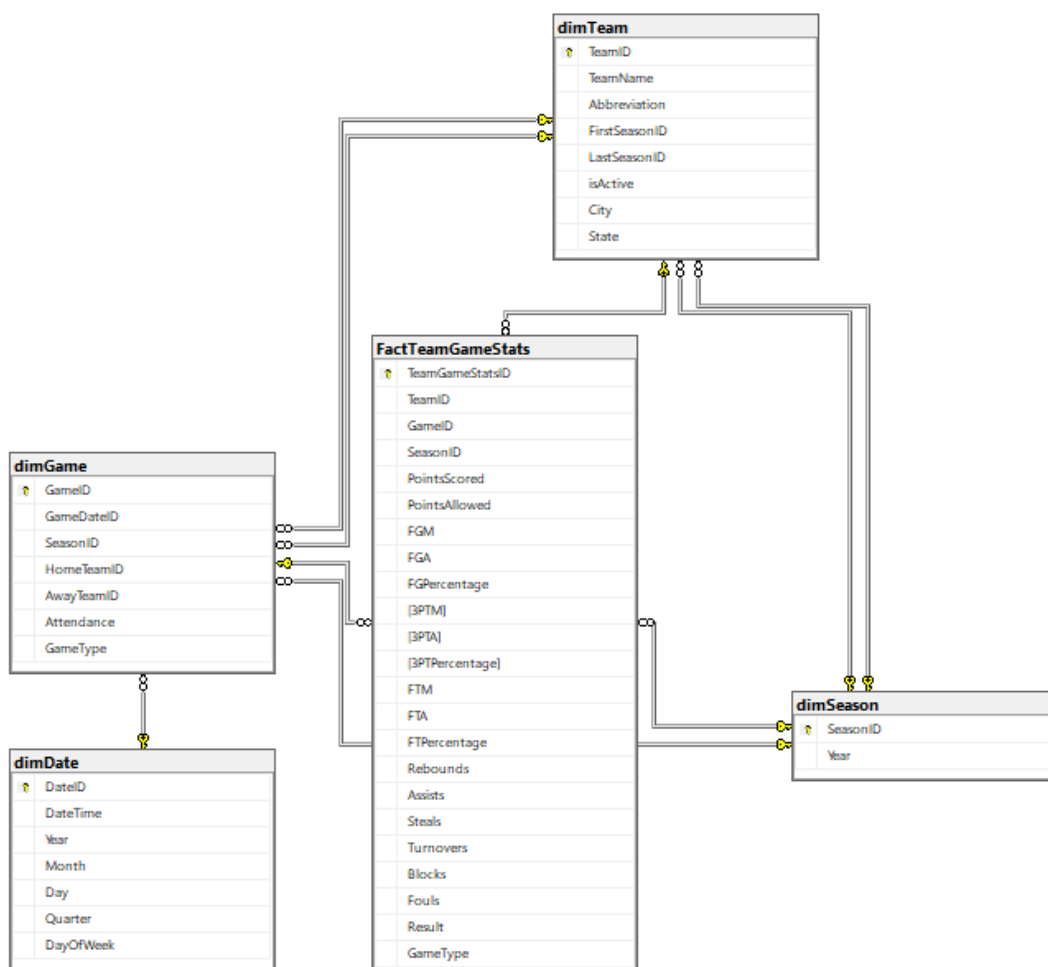 dimTeam
TeamID
TeamName
Abbreviation
FirstSeasonID
LastSeasonID
isActive
City
State
FactTeamGameStats
TeamGameStatsID
TeamID
GameID
SeasonID
PointsScored
PointsAllowed
FGM
FGA
FGPercentage
[3PTM]
[3PTA]
[3PTPercentage]
FTM
FTA
FTPercentage
Rebounds
Assists
Steals
Turnovers
Blocks
Fouls
Result
GameType
dimGame
GameID
GameDateID
SeasonID
HomeTeamID
AwayTeamID
Attendance
GameType
dimDate
DateID
DateTime
Year
Month
Day
Quarter
DayOfWeek
dimSeason
SeasonID
Year